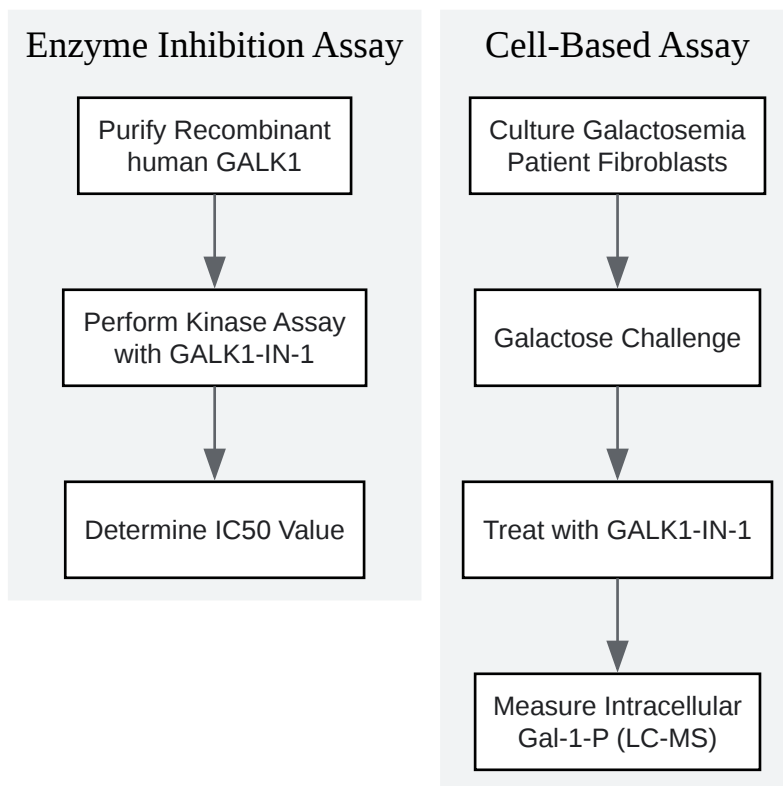 Enzyme Inhibition Assay
Purify Recombinant
human GALK1
Perform Kinase Assay
with GALK1-IN-1
Determine IC50 Value
Cell-Based Assay
Culture Galactosemia
Patient Fibroblasts
Galactose Challenge
Treat with GALK1-IN-1
Measure Intracellular
Gal-1-P (LC-MS)